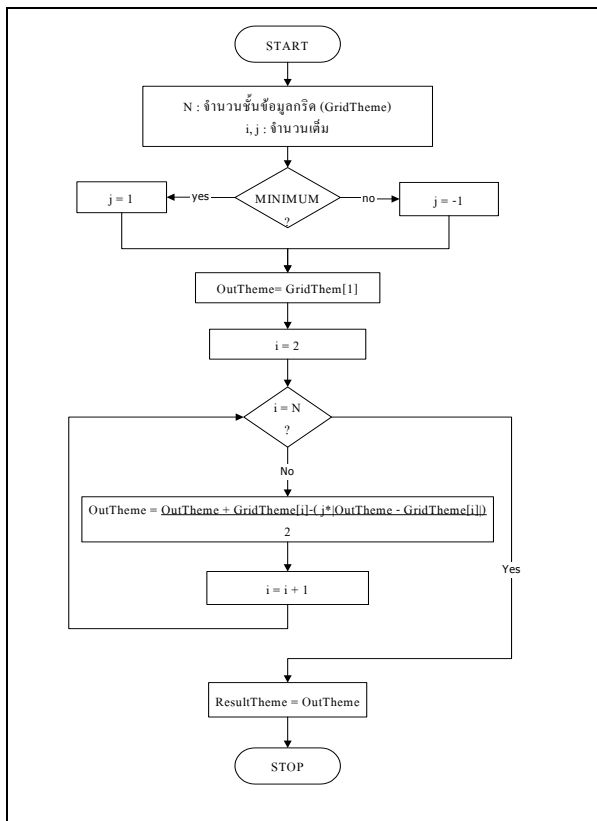 START
N : จำนวนชั้นข้อมูลกริด (GridTheme)
i, j : จำนวนเต็ม
MINIMUM
?
yes
no
j = 1
j = -1
OutTheme= GridThem[1]
i = 2
i = N
?
No
Yes
OutTheme = OutTheme + GridTheme[i]-( j*|OutTheme - GridTheme[i]|)
2
i = i + 1
ResultTheme = OutTheme
STOP